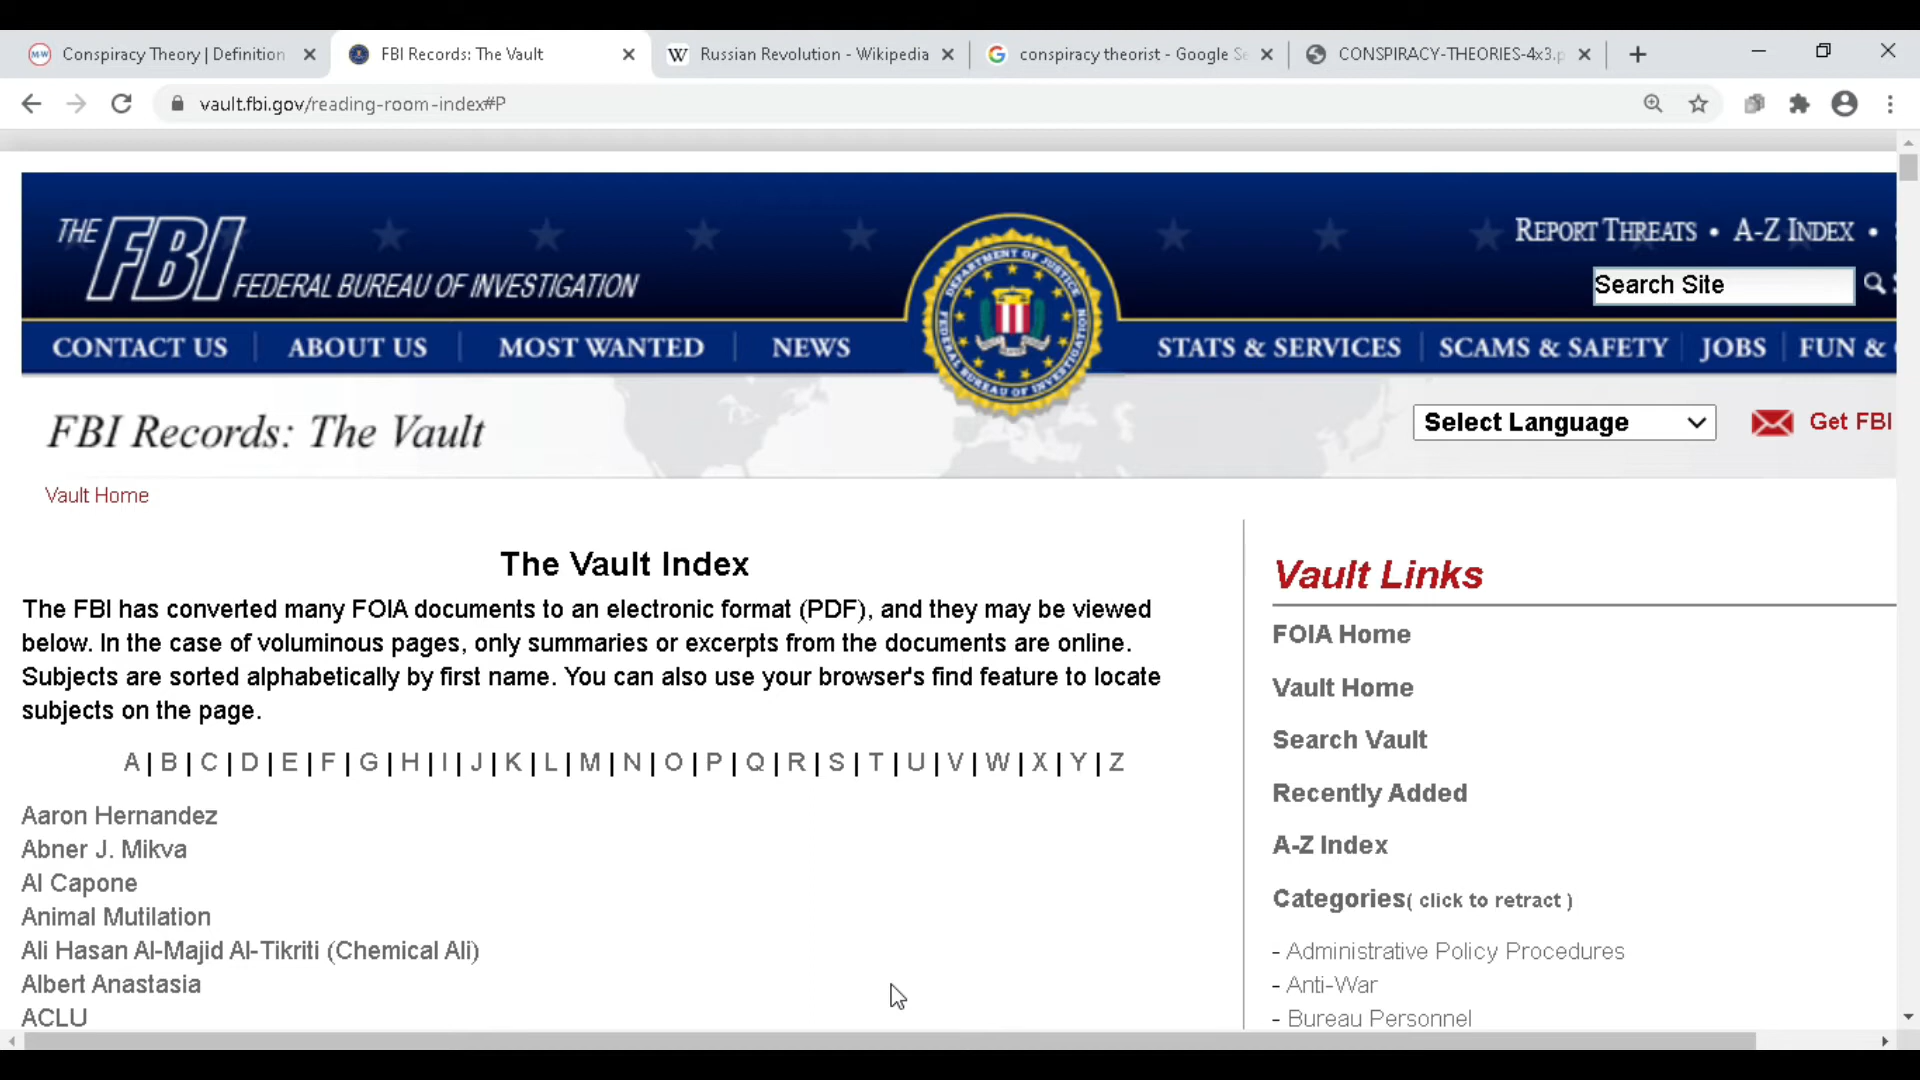 Conspiracy Theory | Definition
FBI Records: The Vault
Russian Revolution - Wikipedia
conspiracy theorist - Google Se
CONSPIRACY-THEORIES-4x3.p
vault.fbi.gov/reading-room-index#P
THE FBI FEDERAL BUREAU OF INVESTIGATION
REPORT THREATS • A-Z INDEX •
Search Site
DEPARTMENT OF JUSTICE
FEDERAL BUREAU OF INVESTIGATION
CONTACT US | ABOUT US | MOST WANTED | NEWS
STATS & SERVICES | SCAMS & SAFETY | JOBS | FUN &
FBI Records: The Vault
Select Language
Get FBI
Vault Home
The Vault Index
The FBI has converted many FOIA documents to an electronic format (PDF), and they may be viewed
below. In the case of voluminous pages, only summaries or excerpts from the documents are online.
Subjects are sorted alphabetically by first name. You can also use your browser's find feature to locate
subjects on the page.
A | B | C | D | E | F | G | H | I | J | K | L | M | N | O | P | Q | R | S | T | U | V | W | X | Y | Z
Aaron Hernandez
Abner J. Mikva
Al Capone
Animal Mutilation
Ali Hasan Al-Majid Al-Tikriti (Chemical Ali)
Albert Anastasia
ACLU
Vault Links
FOIA Home
Vault Home
Search Vault
Recently Added
A-Z Index
Categories( click to retract )
- Administrative Policy Procedures
- Anti-War
- Bureau Personnel